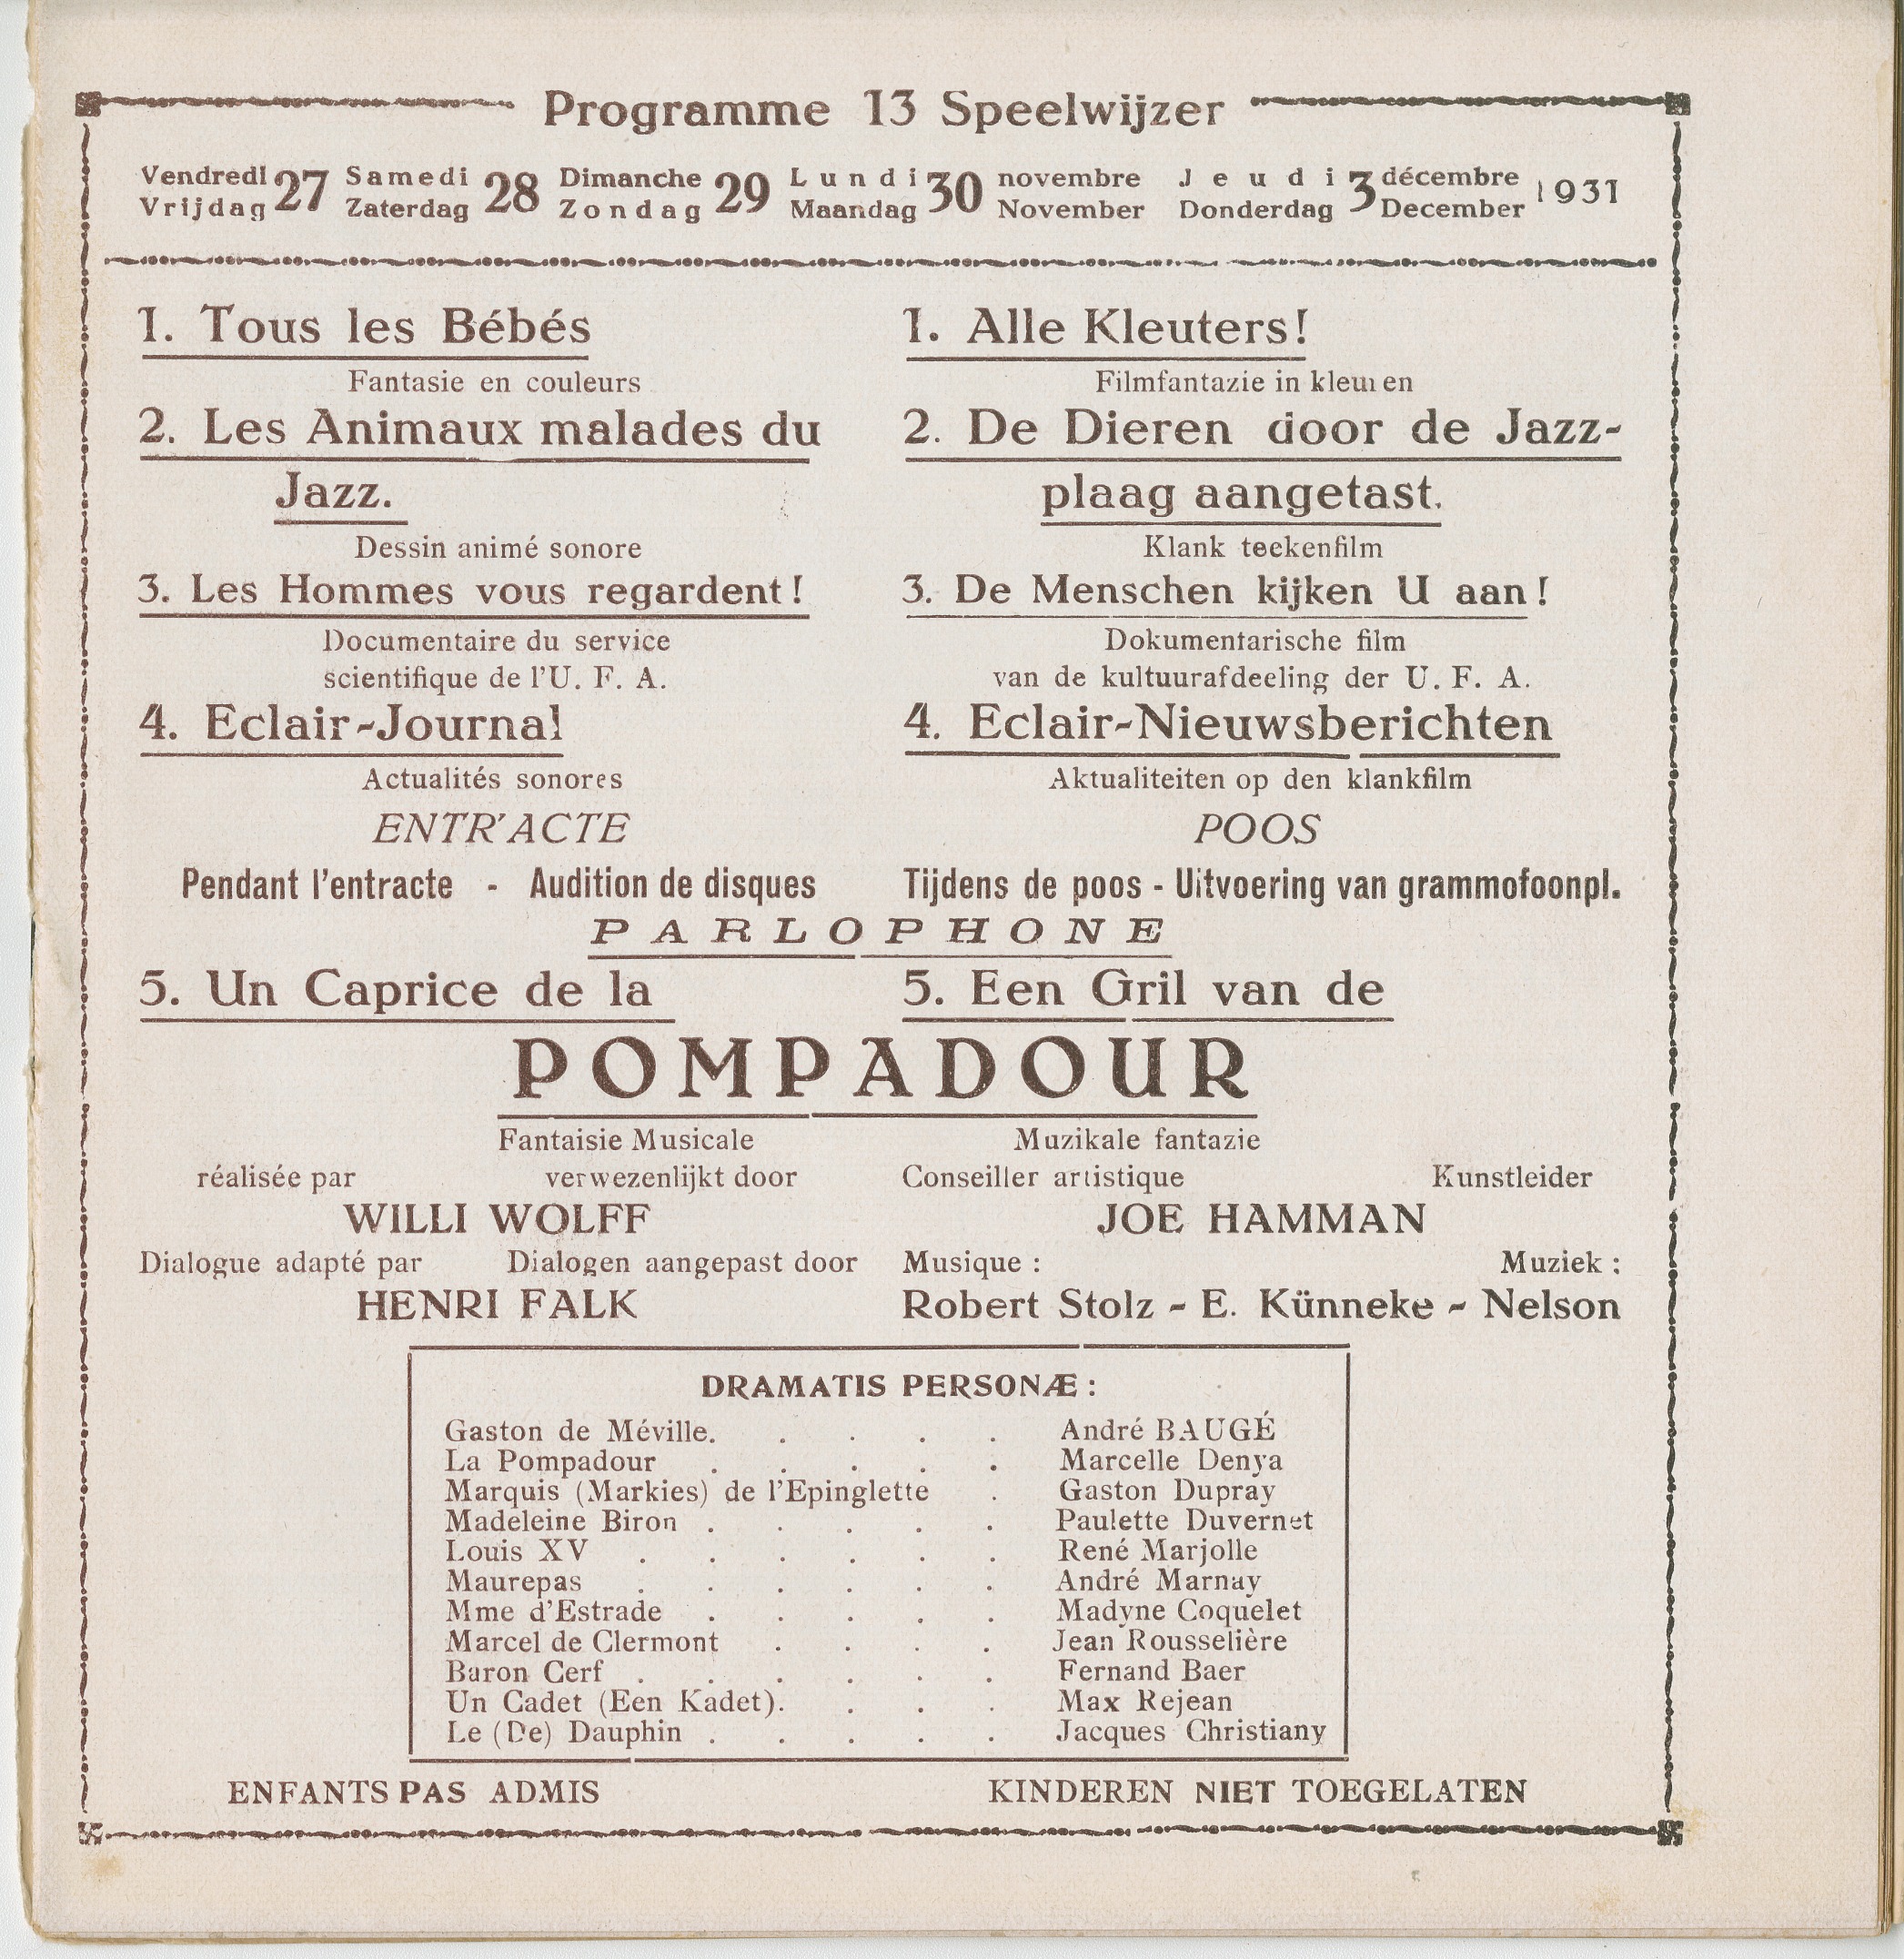 Programme 13 Speelwijzer
Vendredi 27 Samedi 28 Dimanche 29 Lundi 30 novembre Jeudi 3 décembre 1931
Vrijdag Zaterdag Zondag Maandag November Donderdag December
1. Tous les Bébés
Fantasie en couleurs
2. Les Animaux malades du
Jazz.
Dessin animé sonore
3. Les Hommes vous regardent !
Documentaire du service
scientifique de l'U. F. A.
4. Eclair-Journal
Actualités sonores
ENTR'ACTE
Pendant l'entracte - Audition de disques
1. Alle Kleuters!
Filmfantazie in kleuren
2. De Dieren door de Jazz-
plaag aangetast.
Klank teekenfilm
3. De Menschen kijken U aan !
Dokumentarische film
van de kultuurafdeeling der U. F. A.
4. Eclair-Nieuwsberichten
Aktualiteiten op den klankfilm
POOS
Tijdens de poos - Uitvoering van grammofoonpl.
PARLOPHONE
5. Un Caprice de la 5. Een Gril van de
POMPADOUR
Fantaisie Musicale Muzikale fantazie
réalisée par verwezenlijkt door Conseiller artistique Kunstleider
WILLI WOLFF JOE HAMMAN
Dialogue adapté par Dialogen aangepast door Musique : Muziek :
HENRI FALK Robert Stolz - E. Künneke - Nelson
DRAMATIS PERSONÆ :
Gaston de Méville. . . . . André BAUGÉ
La Pompadour . . . . . Marcelle Denya
Marquis (Markies) de l'Epinglette . Gaston Dupray
Madeleine Biron . . . . . Paulette Duvernet
Louis XV . . . . . . René Marjolle
Maurepas . . . . . . André Marnay
Mme d'Estrade . . . . . Madyne Coquelet
Marcel de Clermont . . . . Jean Rousselière
Baron Cerf . . . . . . Fernand Baer
Un Cadet (Een Kadet). . . . Max Rejean
Le (De) Dauphin . . . . . Jacques Christiany
ENFANTS PAS ADMIS KINDEREN NIET TOEGELATEN